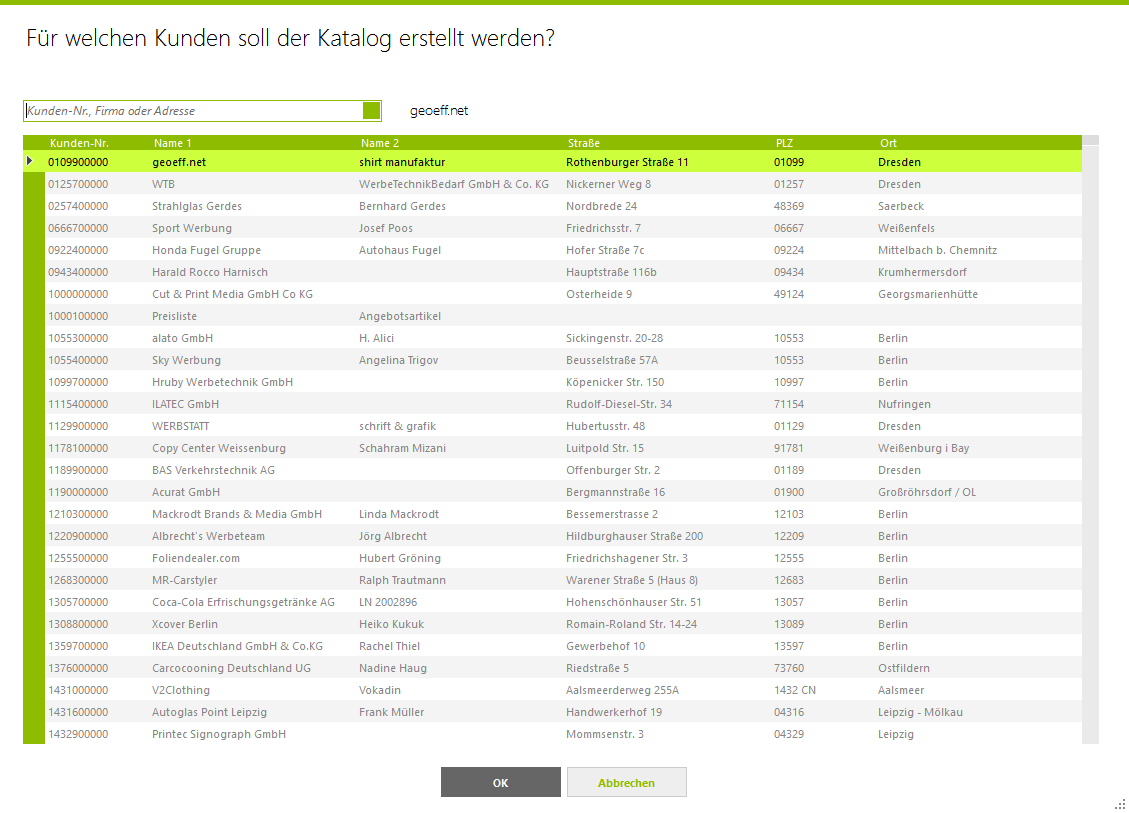 Für welchen Kunden soll der Katalog erstellt werden?
Kunden-Nr., Firma oder Adresse geoeff.net
Kunden-Nr. Name 1 Name 2 Straße PLZ Ort
0109900000 geoeff.net shirt manufaktur Rothenburger Straße 11 01099 Dresden
0125700000 WTB WerbeTechnikBedarf GmbH & Co. KG Nickerner Weg 8 01257 Dresden
0257400000 Strahlglas Gerdes Bernhard Gerdes Nordbrede 24 48369 Saerbeck
0666700000 Sport Werbung Josef Poos Friedrichsstr. 7 06667 Weißenfels
0922400000 Honda Fugel Gruppe Autohaus Fugel Hofer Straße 7c 09224 Mittelbach b. Chemnitz
0943400000 Harald Rocco Harnisch Hauptstraße 116b 09434 Krumhermersdorf
1000000000 Cut & Print Media GmbH Co KG Osterheide 9 49124 Georgsmarienhütte
1000100000 Preisliste Angebotsartikel
1055300000 alato GmbH H. Alici Sickingenstr. 20-28 10553 Berlin
1055400000 Sky Werbung Angelina Trigov Beusselstraße 57A 10553 Berlin
1099700000 Hruby Werbetechnik GmbH Köpenicker Str. 150 10997 Berlin
1115400000 ILATEC GmbH Rudolf-Diesel-Str. 34 71154 Nufringen
1129900000 WERBSTATT schrift & grafik Hubertusstr. 48 01129 Dresden
1178100000 Copy Center Weissenburg Schahram Mizani Luitpold Str. 15 91781 Weißenburg i Bay
1189900000 BAS Verkehrstechnik AG Offenburger Str. 2 01189 Dresden
1190000000 Acurat GmbH Bergmannstraße 16 01900 Großröhrsdorf / OL
1210300000 Mackrodt Brands & Media GmbH Linda Mackrodt Bessemerstrasse 2 12103 Berlin
1220900000 Albrecht's Werbeteam Jörg Albrecht Hildburghauser Straße 200 12209 Berlin
1255500000 Foliendealer.com Hubert Gröning Friedrichshagener Str. 3 12555 Berlin
1268300000 MR-Carstyler Ralph Trautmann Warener Straße 5 (Haus 8) 12683 Berlin
1305700000 Coca-Cola Erfrischungsgetränke AG LN 2002896 Hohenschönhauser Str. 51 13057 Berlin
1308800000 Xcover Berlin Heiko Kukuk Romain-Roland Str. 14-24 13089 Berlin
1359700000 IKEA Deutschland GmbH & Co.KG Rachel Thiel Gewerbehof 10 13597 Berlin
1376000000 Carcocooning Deutschland UG Nadine Haug Riedstraße 5 73760 Ostfildern
1431000000 V2Clothing Vokadin Aalsmeerderweg 255A 1432 CN Aalsmeer
1431600000 Autoglas Point Leipzig Frank Müller Handwerkerhof 19 04316 Leipzig - Mölkau
1432900000 Printec Signograph GmbH Mommsenstr. 3 04329 Leipzig
OK Abbrechen